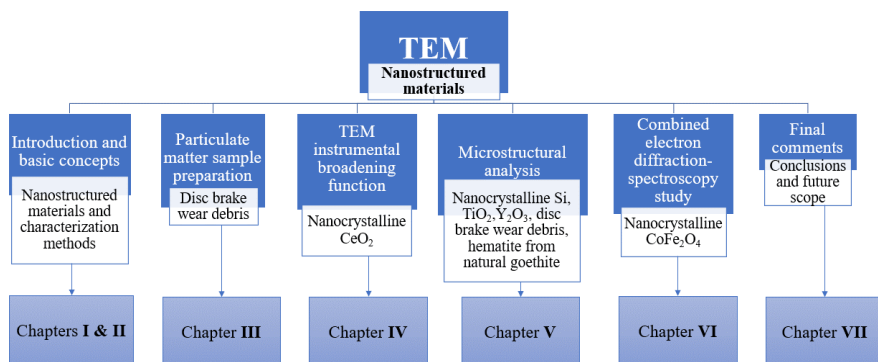 TEM
Nanostructured
materials
Introduction and
basic concepts
Nanostructured
materials and
characterization
methods
Chapters I & II
Particulate
matter sample
preparation
Disc brake
wear debris
Chapter III
TEM
instrumental
broadening
function
Nanocrystalline
CeO₂
Chapter IV
Microstructural
analysis
Nanocrystalline Si,
TiO₂,Y₂O₃, disc
brake wear debris,
hematite from
natural goethite
Chapter V
Combined
electron
diffraction-
spectroscopy
study
Nanocrystalline
CoFe₂O₄
Chapter VI
Final
comments
Conclusions
and future
scope
Chapter VII